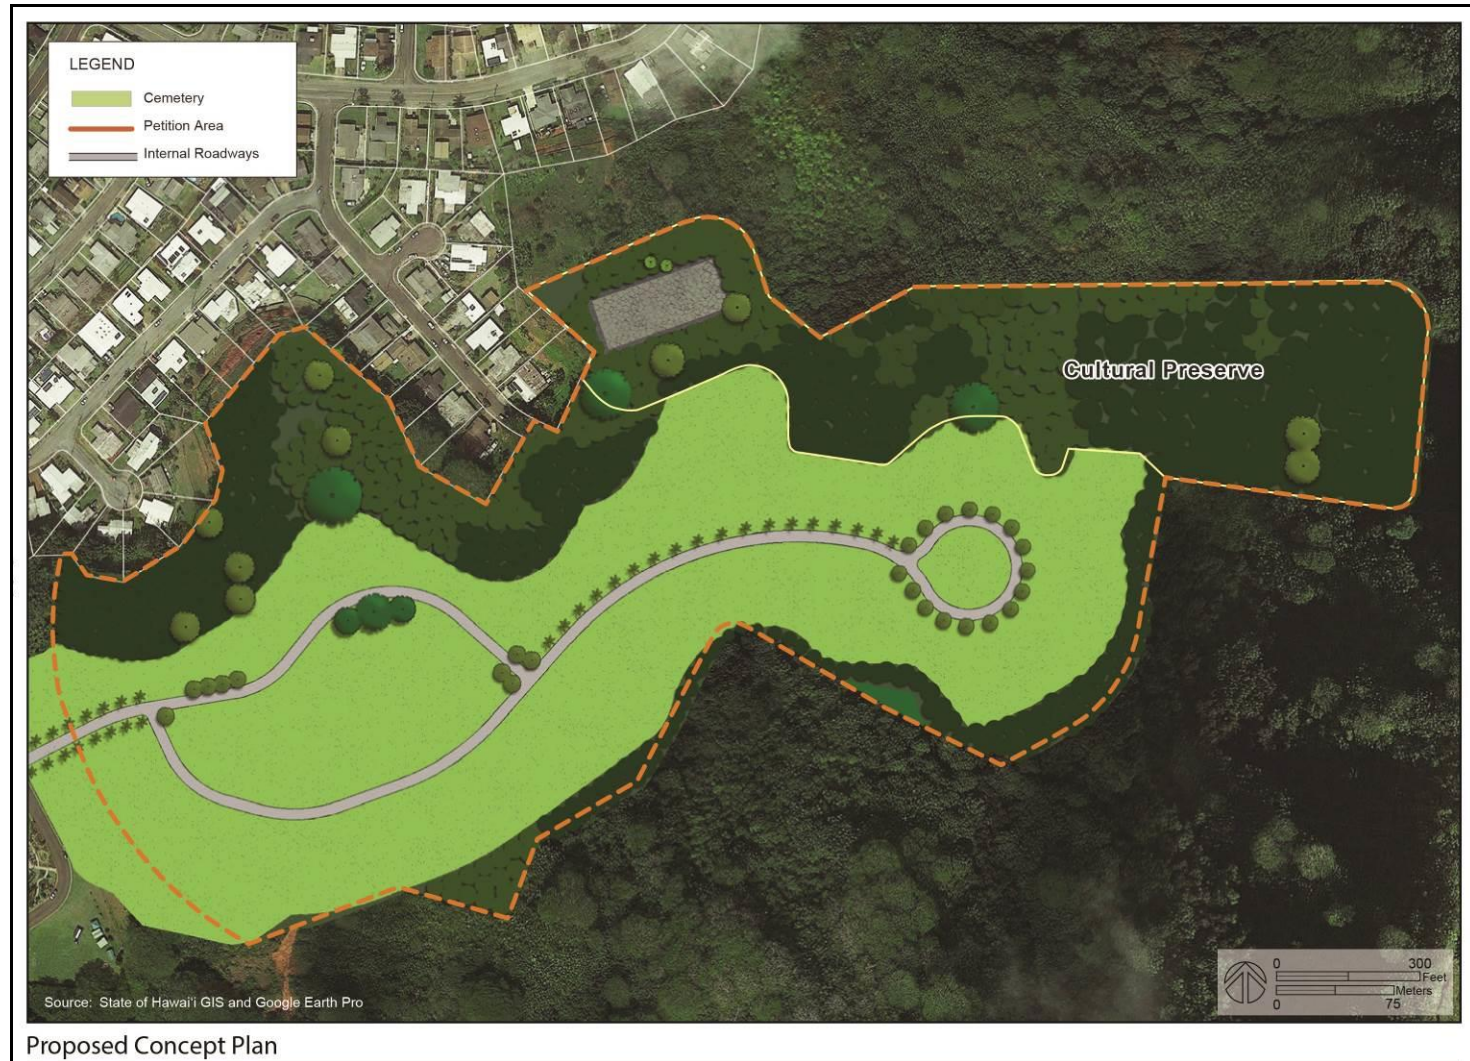 LEGEND
Cemetery
Petition Area
Internal Roadways
Cultural Preserve
0 300
Feet
Meters
0 75
Source: State of Hawai'i GIS and Google Earth Pro
Proposed Concept Plan